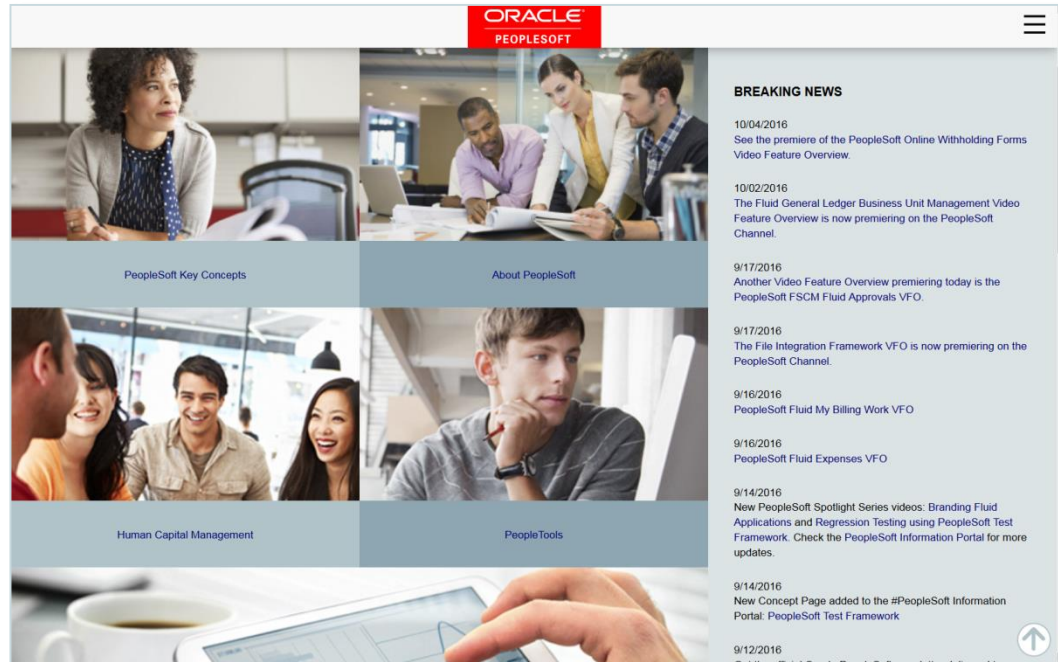 ORACLE
PEOPLESOFT
PeopleSoft Key Concepts
About PeopleSoft
Human Capital Management
PeopleTools
BREAKING NEWS
10/04/2016
See the premiere of the PeopleSoft Online Withholding Forms
Video Feature Overview.
10/02/2016
The Fluid General Ledger Business Unit Management Video
Feature Overview is now premiering on the PeopleSoft
Channel.
9/17/2016
Another Video Feature Overview premiering today is the
PeopleSoft FSCM Fluid Approvals VFO.
9/17/2016
The File Integration Framework VFO is now premiering on the
PeopleSoft Channel.
9/16/2016
PeopleSoft Fluid My Billing Work VFO
9/16/2016
PeopleSoft Fluid Expenses VFO
9/14/2016
New PeopleSoft Spotlight Series videos: Branding Fluid
Applications and Regression Testing using PeopleSoft Test
Framework. Check the PeopleSoft Information Portal for more
updates.
9/14/2016
New Concept Page added to the #PeopleSoft Information
Portal: PeopleSoft Test Framework
9/12/2016